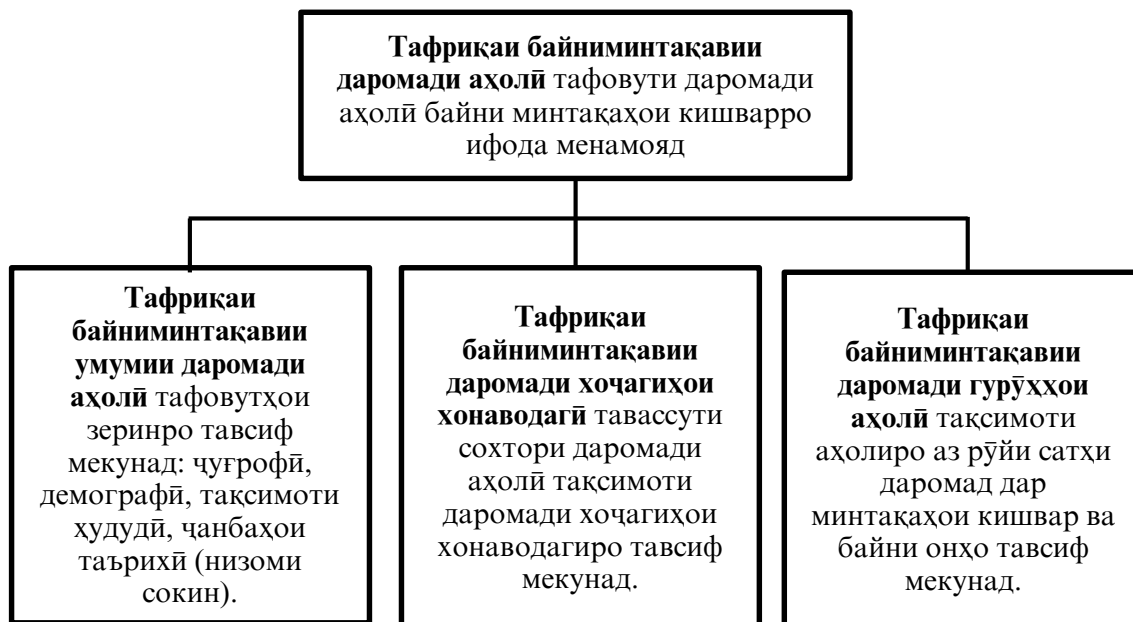 Тафриқаи байниминтақавии
даромади аҳолӣ тафовути даромади
аҳолӣ байни минтақаҳои кишварро
ифода менамояд
Тафриқаи
байниминтақавии
умумии даромади
аҳолӣ тафовутҳои
зеринро тавсиф
мекунад: ҷуғрофӣ,
демографӣ, тақсимоти
ҳудудӣ, ҷанбаҳои
таърихӣ (низоми
сокин).
Тафриқаи
байниминтақавии
даромади хоҷагиҳои
хонаводагӣ тавассути
сохтори даромади
аҳолӣ тақсимоти
даромади хоҷагиҳои
хонаводагиро тавсиф
мекунад.
Тафриқаи
байниминтақавии
даромади гурӯҳҳои
аҳолӣ тақсимоти
аҳолиро аз рӯйи сатҳи
даромад дар
минтақаҳои кишвар ва
байни онҳо тавсиф
мекунад.